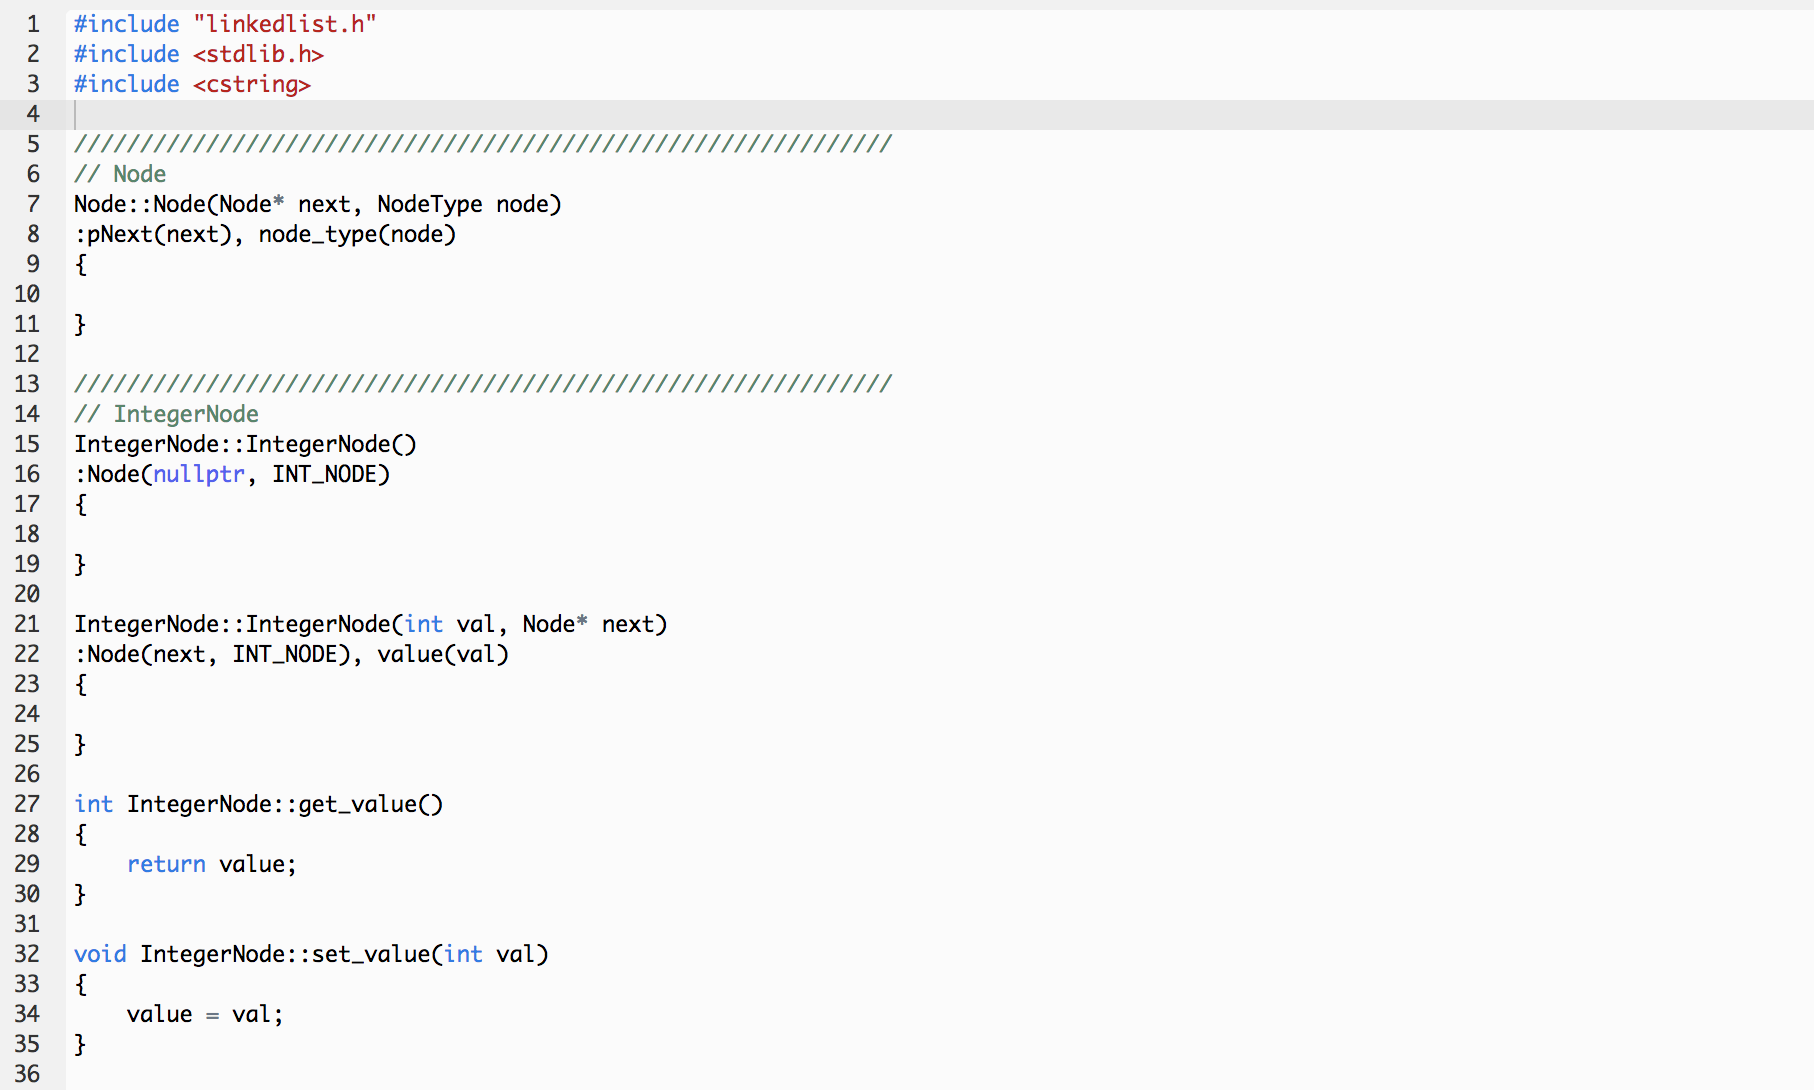 1 #include "linkedlist.h"
2 #include <stdlib.h>
3 #include <cstring>
4
5 //////////////////////////////////////////////////////////////
6 // Node
7 Node::Node(Node* next, NodeType node)
8 :pNext(next), node_type(node)
9 {
10
11 }
12
13 //////////////////////////////////////////////////////////////
14 // IntegerNode
15 IntegerNode::IntegerNode()
16 :Node(nullptr, INT_NODE)
17 {
18
19 }
20
21 IntegerNode::IntegerNode(int val, Node* next)
22 :Node(next, INT_NODE), value(val)
23 {
24
25 }
26
27 int IntegerNode::get_value()
28 {
29     return value;
30 }
31
32 void IntegerNode::set_value(int val)
33 {
34     value = val;
35 }
36